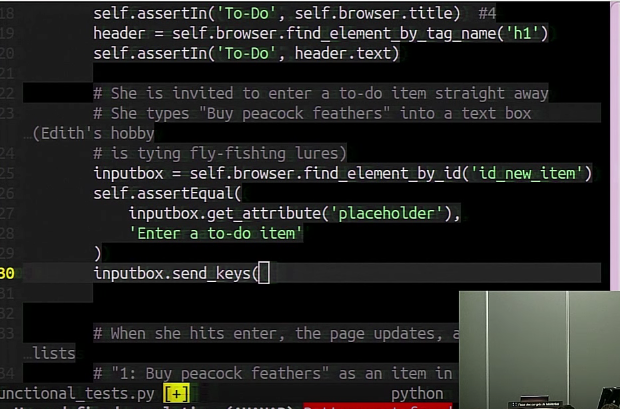 18 self.assertIn('To-Do', self.browser.title) #4
19 header = self.browser.find_element_by_tag_name('h1')
20 self.assertIn('To-Do', header.text)
21
22 # She is invited to enter a to-do item straight away
23 # She types "Buy peacock feathers" into a text box
(Edith's hobby
24 # is tying fly-fishing lures)
25 inputbox = self.browser.find_element_by_id('id_new_item')
26 self.assertEqual(
27 inputbox.get_attribute('placeholder'),
28 'Enter a to-do item'
29 )
30 inputbox.send_keys(
31
33 # When she hits enter, the page updates, a
lists
34 # "1: Buy peacock feathers" as an item in
unctional_tests.py [+] python